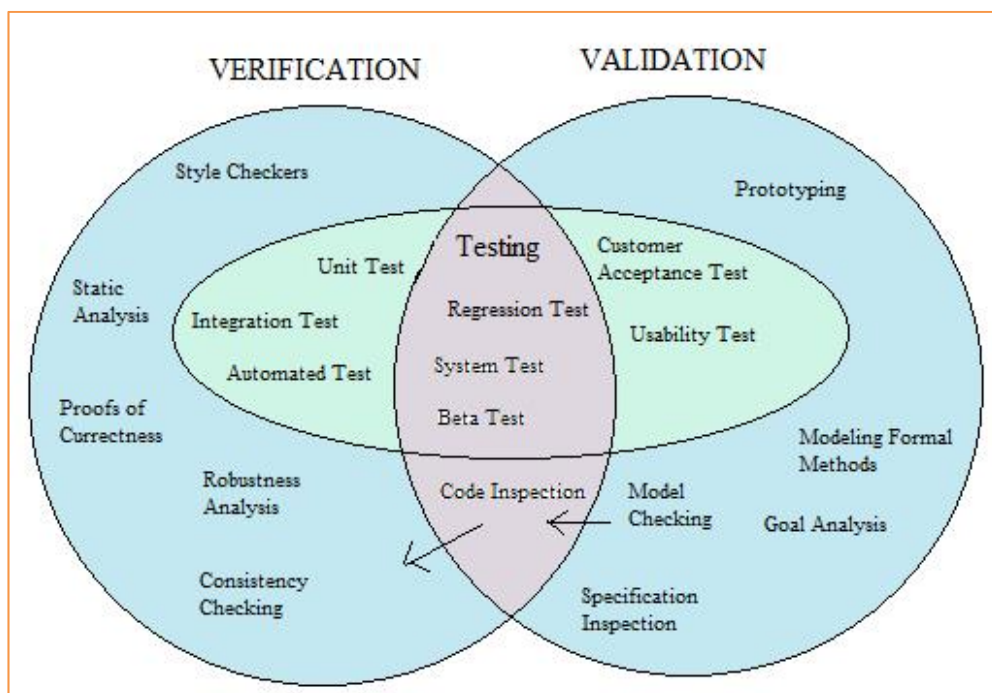 VERIFICATION
VALIDATION
Style Checkers
Prototyping
Testing
Customer
Acceptance Test
Unit Test
Static
Analysis
Integration Test
Regression Test
Usability Test
Automated Test
System Test
Proofs of
Currectness
Beta Test
Modeling Formal
Methods
Robustness
Analysis
Code Inspection
Model
Checking
Goal Analysis
Consistency
Checking
Specification
Inspection